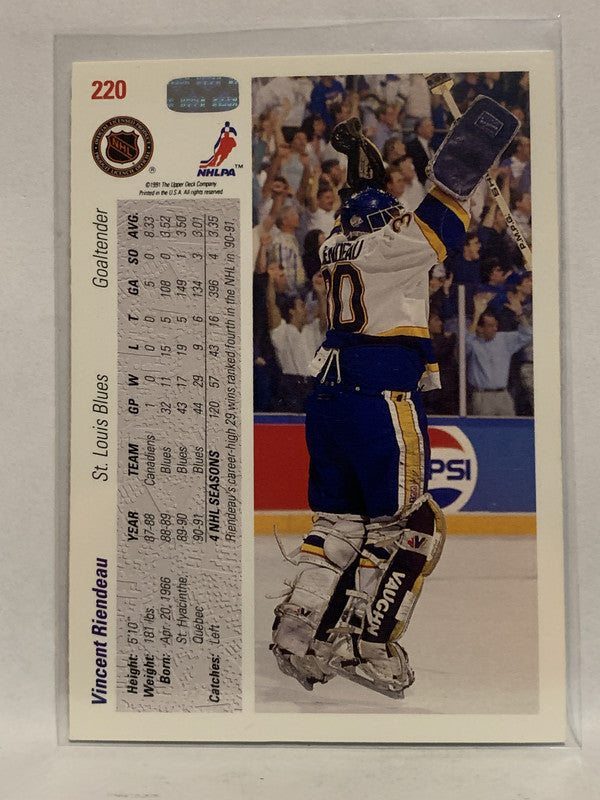 220
NHL
®
NHLPA
TM
©1991 The Upper Deck Company
Printed in the U.S.A. All rights reserved
Vincent Riendeau St. Louis Blues Goaltender
Height: 5'10"
Weight: 181 lbs.
Born: Apr. 20, 1966
St. Hyacinthe,
Quebec
Catches: Left
YEAR TEAM GP W L T GA SO AVG.
87-88 Canadiens 1 0 0 0 5 0 8.33
88-89 Blues 32 11 15 5 108 0 3.52
89-90 Blues 43 17 19 5 149 1 3.50
90-91 Blues 44 29 9 6 134 3 3.01
4 NHL SEASONS 120 57 43 16 396 4 3.35
Riendeau's career-high 29 wins ranked fourth in the NHL in '90-91.
ENDEAU
30
30
PSI
VAUGHN